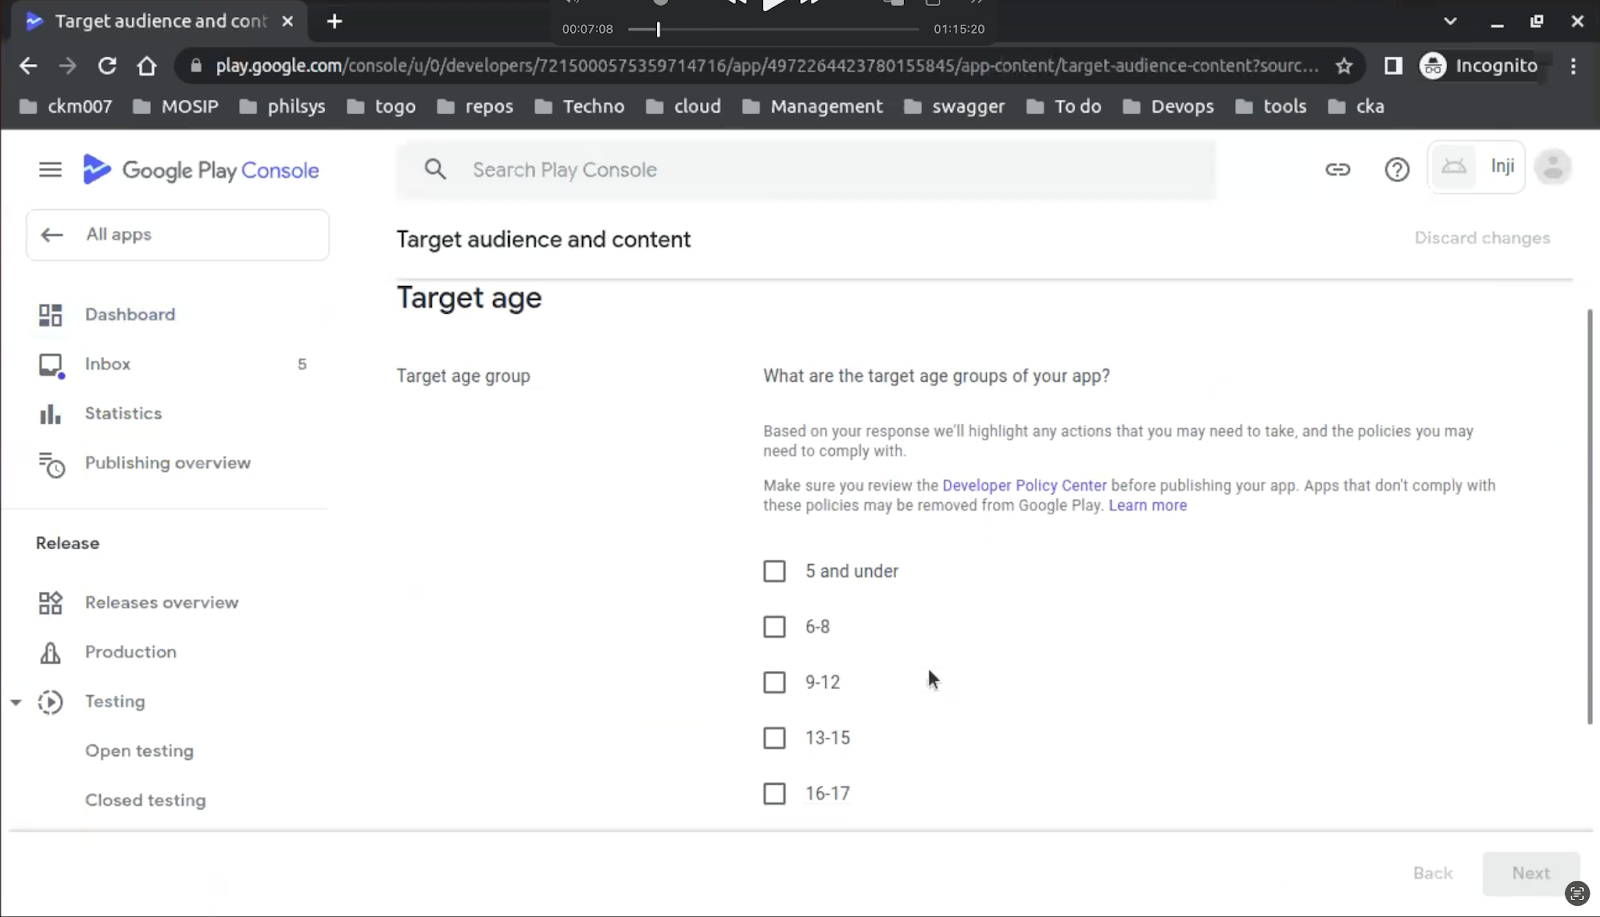 Target audience and cont
00:07:08
01:15:20
play.google.com/console/u/0/developers/7215000575359714716/app/4972264423780155845/app-content/target-audience-content?sourc...
Incognito
ckm007
MOSIP
philsys
togo
repos
Techno
cloud
Management
swagger
To do
Devops
tools
cka
Google Play Console
Search Play Console
Inji
All apps
Target audience and content
Discard changes
Dashboard
Inbox
5
Statistics
Publishing overview
Release
Releases overview
Production
Testing
Open testing
Closed testing
Target age
Target age group
What are the target age groups of your app?
Based on your response we'll highlight any actions that you may need to take, and the policies you may
need to comply with.
Make sure you review the Developer Policy Center before publishing your app. Apps that don't comply with
these policies may be removed from Google Play. Learn more
5 and under
6-8
9-12
13-15
16-17
Back
Next